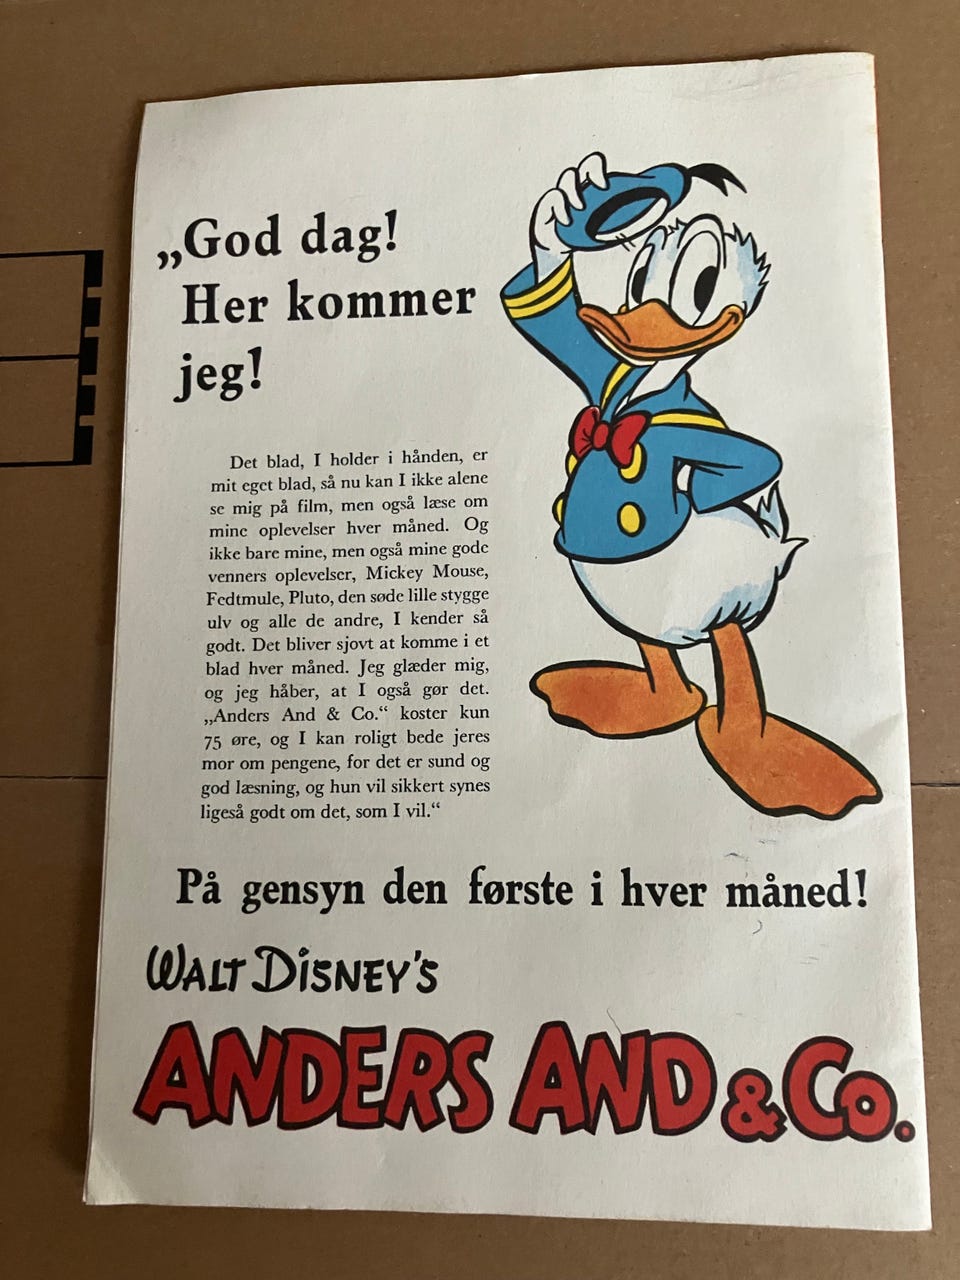 „God dag!
Her kommer
jeg!
Det blad, I holder i hånden, er
mit eget blad, så nu kan I ikke alene
se mig på film, men også læse om
mine oplevelser hver måned. Og
ikke bare mine, men også mine gode
venners oplevelser, Mickey Mouse,
Fedtmule, Pluto, den søde lille stygge
ulv og alle de andre, I kender så
godt. Det bliver sjovt at komme i et
blad hver måned. Jeg glæder mig,
og jeg håber, at I også gør det.
„Anders And & Co.“ koster kun
75 øre, og I kan roligt bede jeres
mor om pengene, for det er sund og
god læsning, og hun vil sikkert synes
ligeså godt om det, som I vil.“
På gensyn den første i hver måned!
WALT DISNEY'S
ANDERS AND & Co.